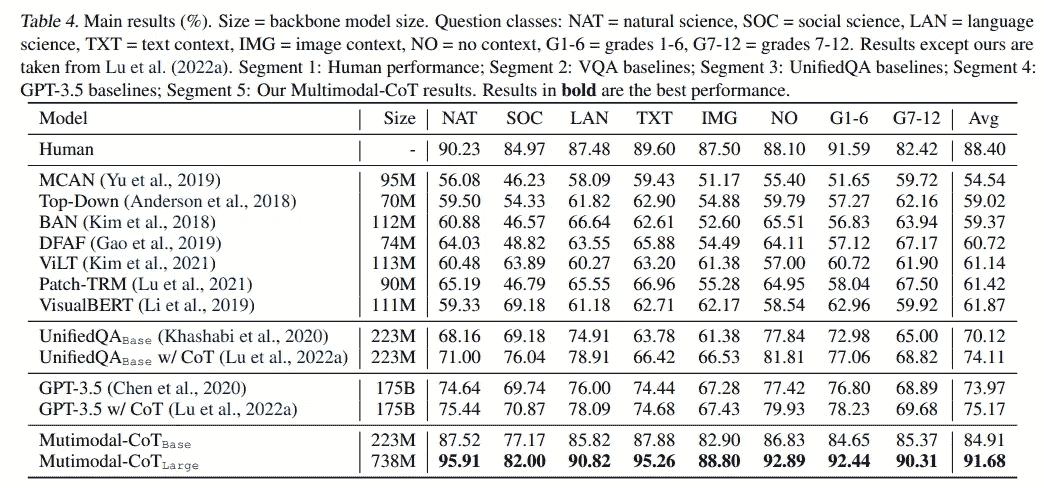 Table 4. Main results (%). Size = backbone model size. Question classes: NAT = natural science, SOC = social science, LAN = language
science, TXT = text context, IMG = image context, NO = no context, G1-6 = grades 1-6, G7-12 = grades 7-12. Results except ours are
taken from Lu et al. (2022a). Segment 1: Human performance; Segment 2: VQA baselines; Segment 3: UnifiedQA baselines; Segment 4:
GPT-3.5 baselines; Segment 5: Our Multimodal-CoT results. Results in bold are the best performance.
Model Size NAT SOC LAN TXT IMG NO G1-6 G7-12 Avg
Human - 90.23 84.97 87.48 89.60 87.50 88.10 91.59 82.42 88.40
MCAN (Yu et al., 2019) 95M 56.08 46.23 58.09 59.43 51.17 55.40 51.65 59.72 54.54
Top-Down (Anderson et al., 2018) 70M 59.50 54.33 61.82 62.90 54.88 59.79 57.27 62.16 59.02
BAN (Kim et al., 2018) 112M 60.88 46.57 66.64 62.61 52.60 65.51 56.83 63.94 59.37
DFAF (Gao et al., 2019) 74M 64.03 48.82 63.55 65.88 54.49 64.11 57.12 67.17 60.72
ViLT (Kim et al., 2021) 113M 60.48 63.89 60.27 63.20 61.38 57.00 60.72 61.90 61.14
Patch-TRM (Lu et al., 2021) 90M 65.19 46.79 65.55 66.96 55.28 64.95 58.04 67.50 61.42
VisualBERT (Li et al., 2019) 111M 59.33 69.18 61.18 62.71 62.17 58.54 62.96 59.92 61.87
UnifiedQABase (Khashabi et al., 2020) 223M 68.16 69.18 74.91 63.78 61.38 77.84 72.98 65.00 70.12
UnifiedQABase w/ CoT (Lu et al., 2022a) 223M 71.00 76.04 78.91 66.42 66.53 81.81 77.06 68.82 74.11
GPT-3.5 (Chen et al., 2020) 175B 74.64 69.74 76.00 74.44 67.28 77.42 76.80 68.89 73.97
GPT-3.5 w/ CoT (Lu et al., 2022a) 175B 75.44 70.87 78.09 74.68 67.43 79.93 78.23 69.68 75.17
Mutimodal-CoTBase 223M 87.52 77.17 85.82 87.88 82.90 86.83 84.65 85.37 84.91
Mutimodal-CoTLarge 738M 95.91 82.00 90.82 95.26 88.80 92.89 92.44 90.31 91.68